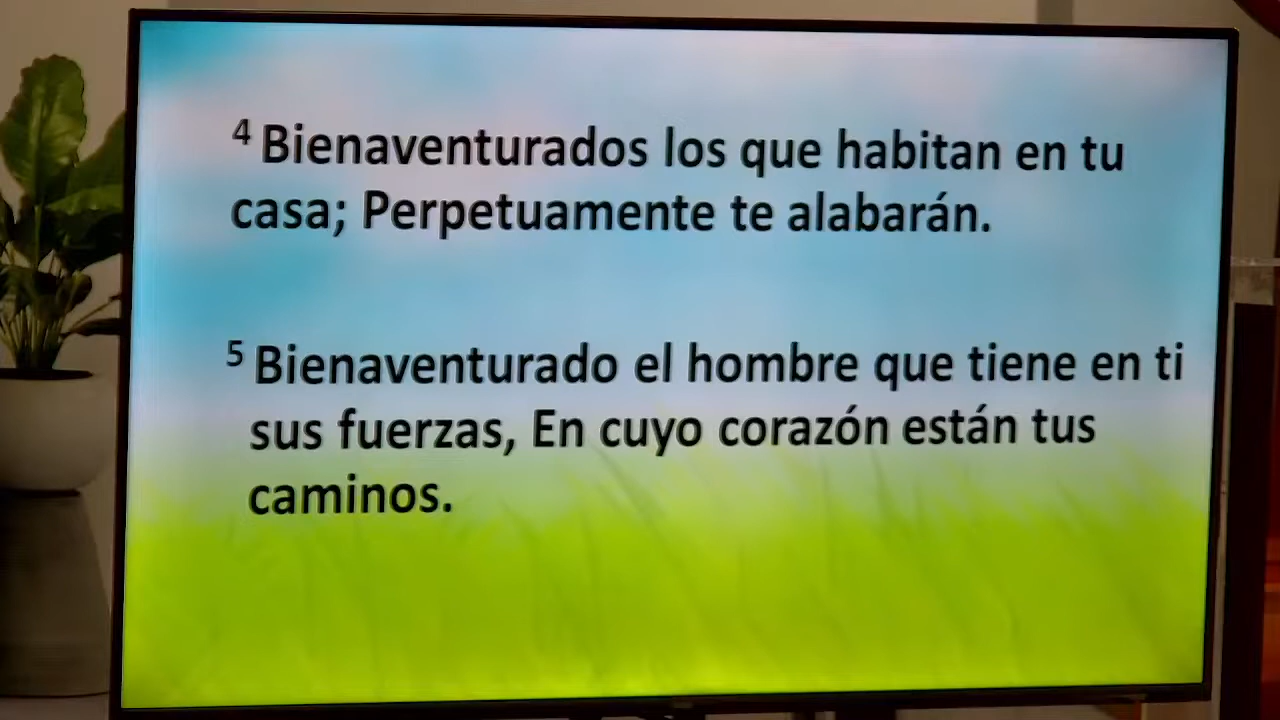 4 Bienaventurados los que habitan en tu
casa; Perpetuamente te alabarán.
5 Bienaventurado el hombre que tiene en ti
sus fuerzas, En cuyo corazón están tus
caminos.